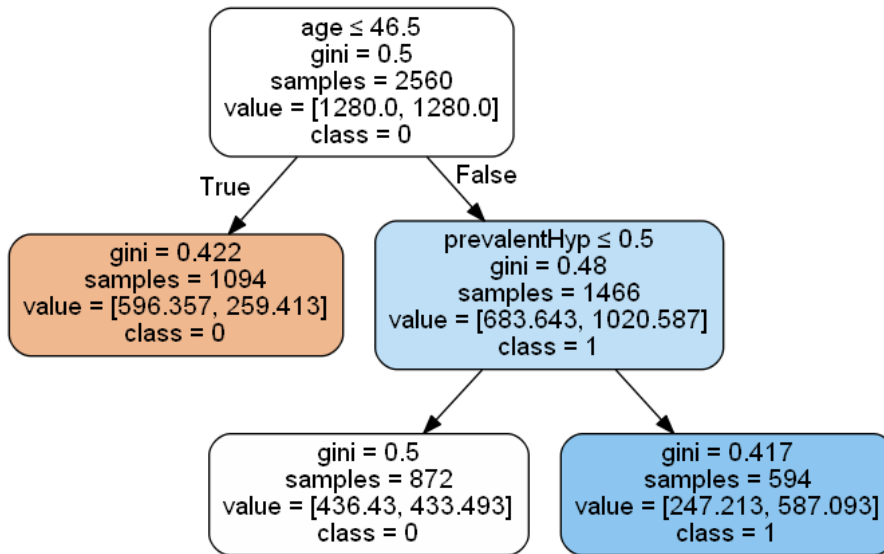 age ≤ 46.5
gini = 0.5
samples = 2560
value = [1280.0, 1280.0]
class = 0
True
False
gini = 0.422
samples = 1094
value = [596.357, 259.413]
class = 0
prevalentHyp ≤ 0.5
gini = 0.48
samples = 1466
value = [683.643, 1020.587]
class = 1
gini = 0.5
samples = 872
value = [436.43, 433.493]
class = 0
gini = 0.417
samples = 594
value = [247.213, 587.093]
class = 1